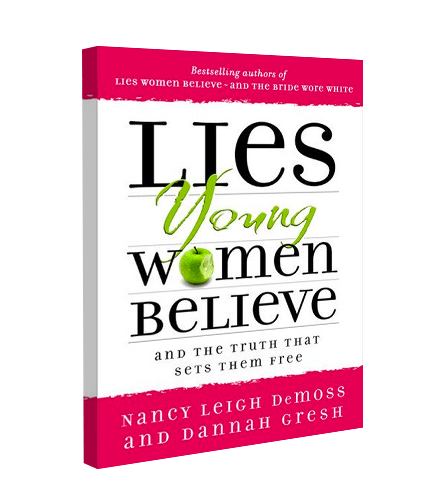 Bestselling authors of
LIES WOMEN BELIEVE - AND THE BRIDE WORE WHITE
LIES
Young
WOMEN
BELIEVE
AND THE TRUTH THAT
SETS THEM FREE
NANCY LEIGH DeMOSS
AND DANNAH GRESH